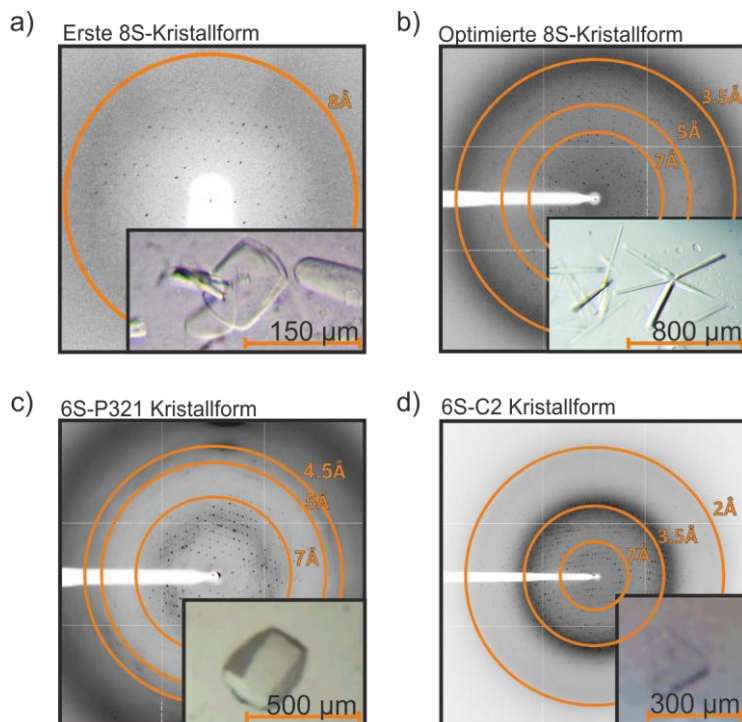 a)
Erste 8S-Kristallform
8Å
150 µm
b)
Optimierte 8S-Kristallform
3.5Å
5Å
7Å
800 µm
c)
6S-P321 Kristallform
4.5Å
5Å
7Å
500 µm
d)
6S-C2 Kristallform
2Å
3.5Å
7Å
300 µm